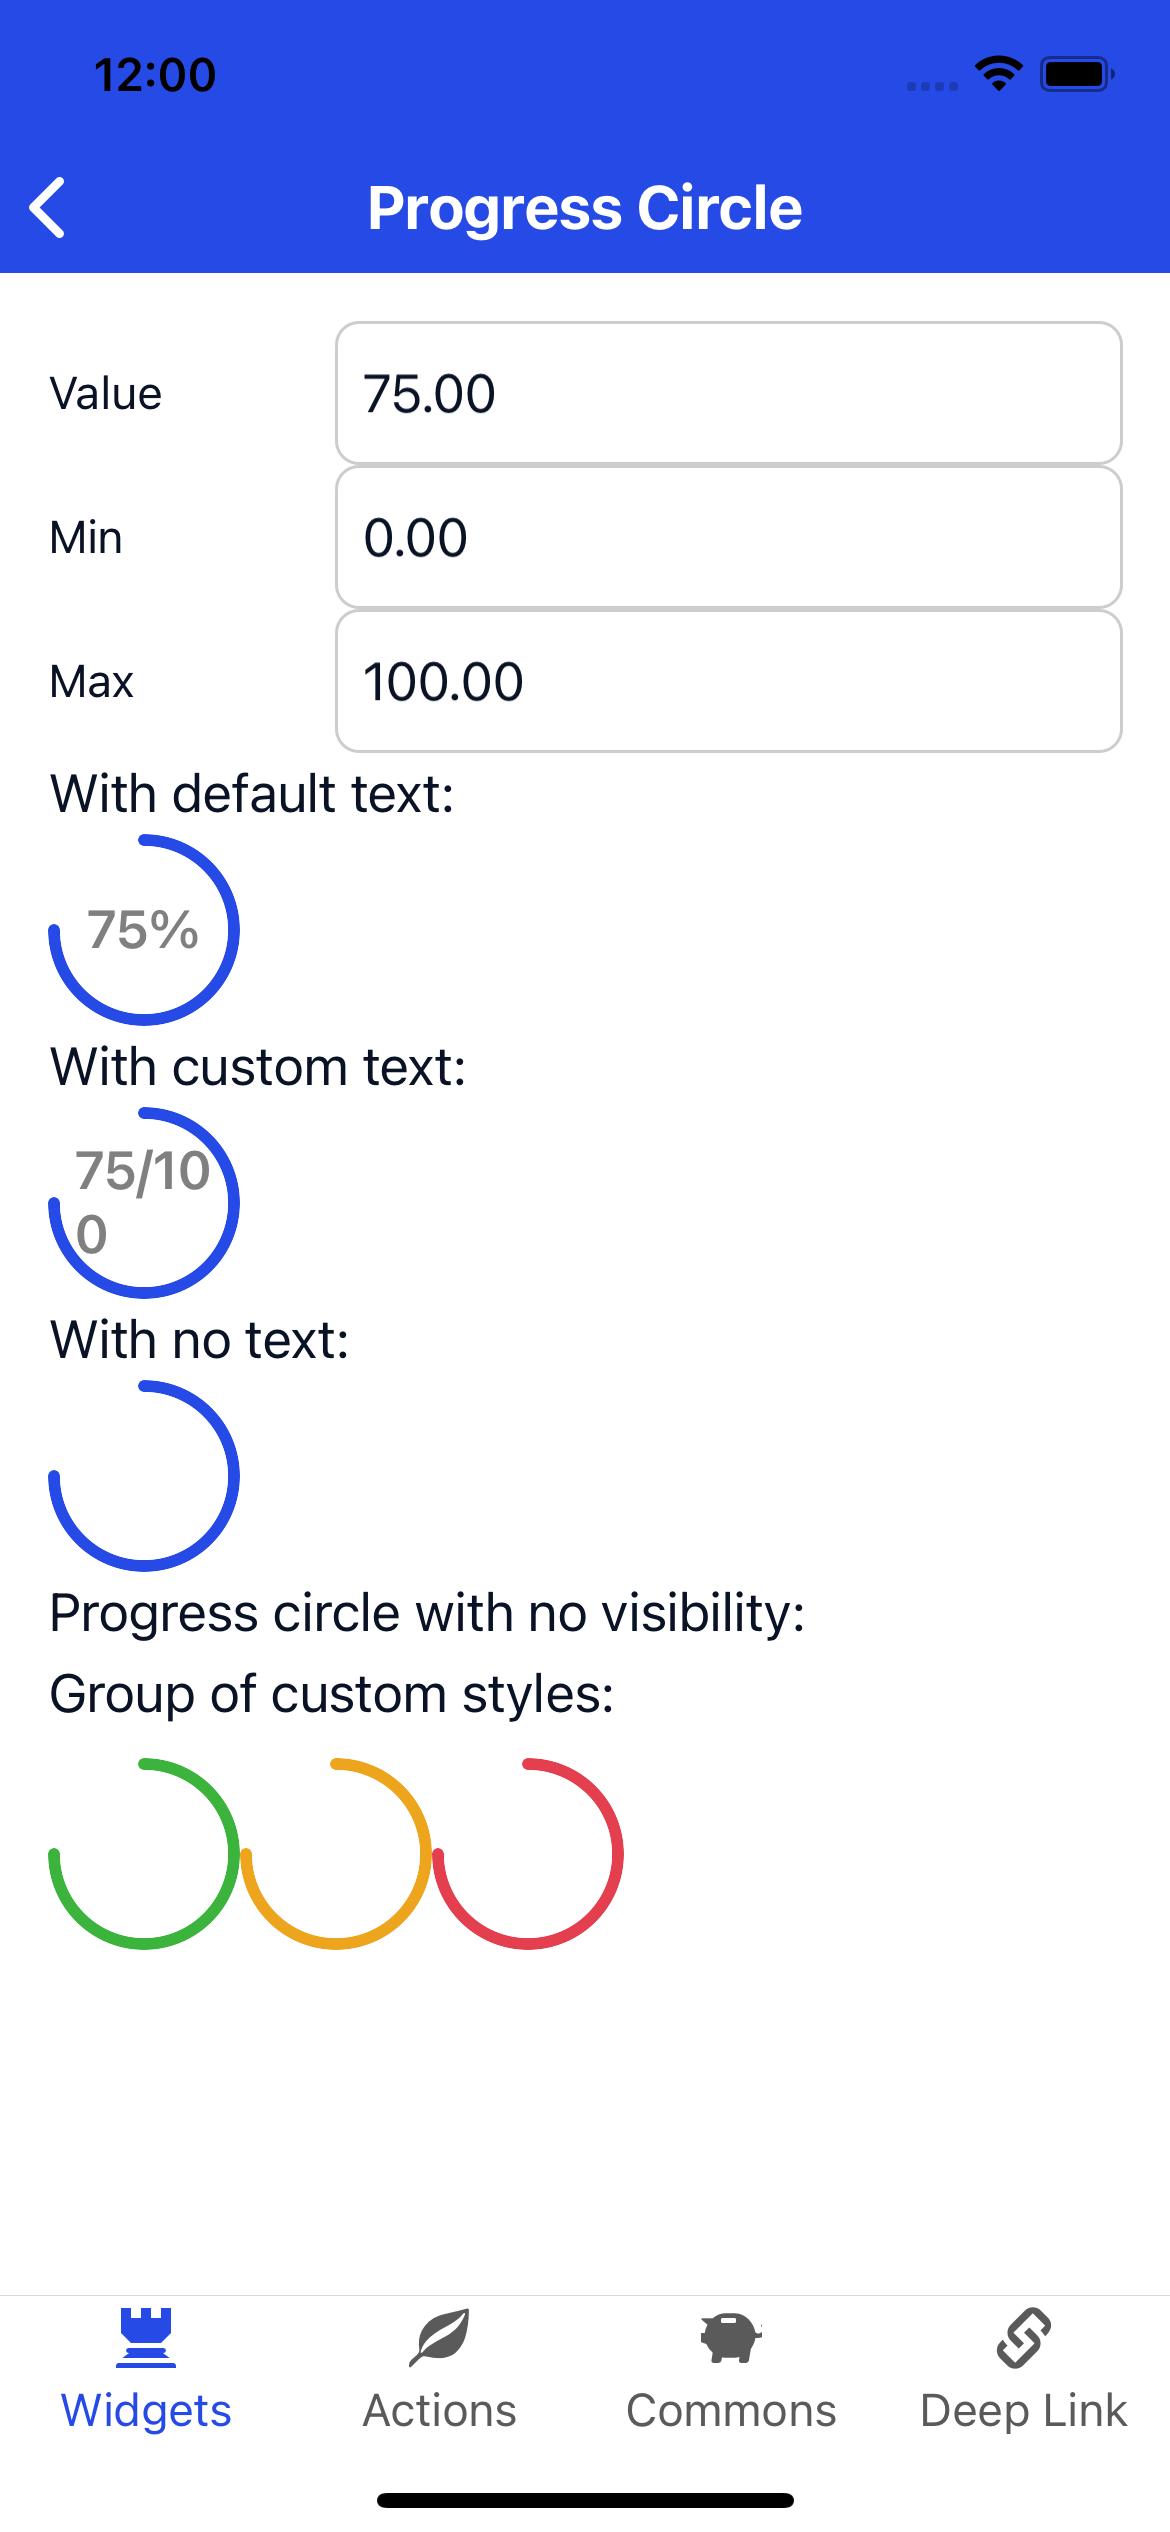 12:00
Progress Circle
Value
75.00
Min
0.00
Max
100.00
With default text:
75%
With custom text:
75/10
0
With no text:
Progress circle with no visibility:
Group of custom styles:
Widgets
Actions
Commons
Deep Link